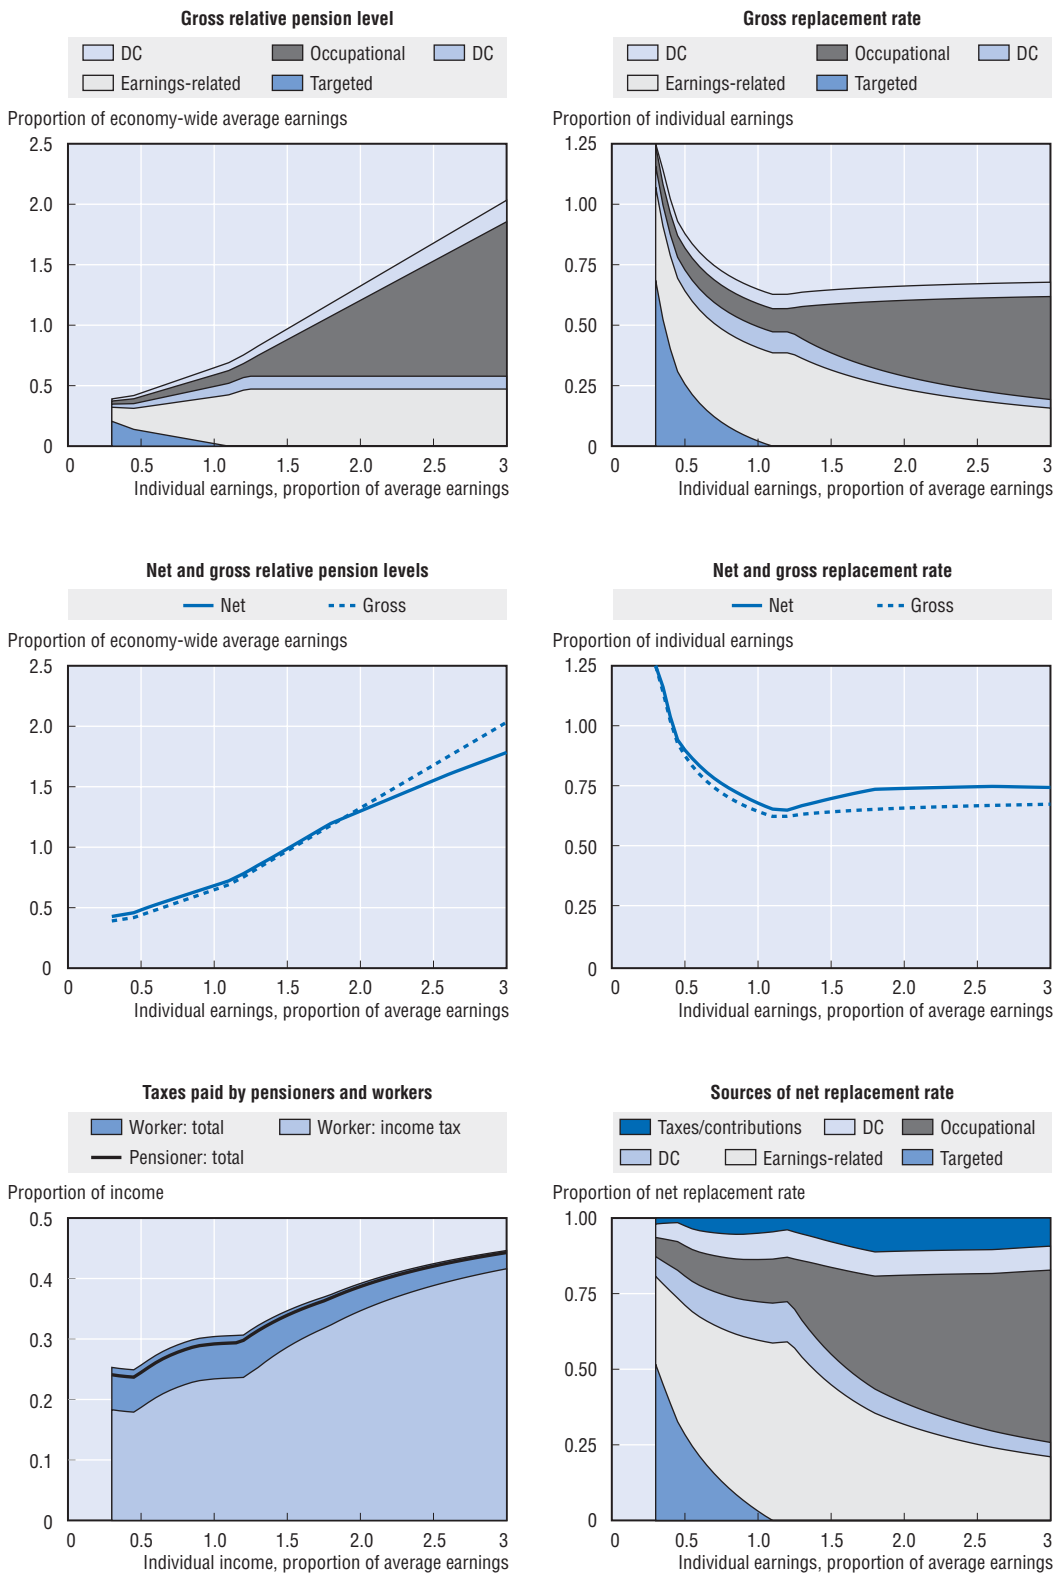 Gross relative pension level
DC
Occupational
DC
Earnings-related
Targeted
Proportion of economy-wide average earnings
2.5
2.0
1.5
1.0
0.5
0
0 0.5 1.0 1.5 2.0 2.5 3
Individual earnings, proportion of average earnings
Gross replacement rate
DC
Occupational
DC
Earnings-related
Targeted
Proportion of individual earnings
1.25
1.00
0.75
0.50
0.25
0
0 0.5 1.0 1.5 2.0 2.5 3
Individual earnings, proportion of average earnings
Net and gross relative pension levels
Net
Gross
Proportion of economy-wide average earnings
2.5
2.0
1.5
1.0
0.5
0
0 0.5 1.0 1.5 2.0 2.5 3
Individual earnings, proportion of average earnings
Net and gross replacement rate
Net
Gross
Proportion of individual earnings
1.25
1.00
0.75
0.50
0.25
0
0 0.5 1.0 1.5 2.0 2.5 3
Individual earnings, proportion of average earnings
Taxes paid by pensioners and workers
Worker: total
Worker: income tax
Pensioner: total
Proportion of income
0.5
0.4
0.3
0.2
0.1
0
0 0.5 1.0 1.5 2.0 2.5 3
Individual income, proportion of average earnings
Sources of net replacement rate
Taxes/contributions
DC
Occupational
DC
Earnings-related
Targeted
Proportion of net replacement rate
1.00
0.75
0.50
0.25
0
0 0.5 1.0 1.5 2.0 2.5 3
Individual earnings, proportion of average earnings